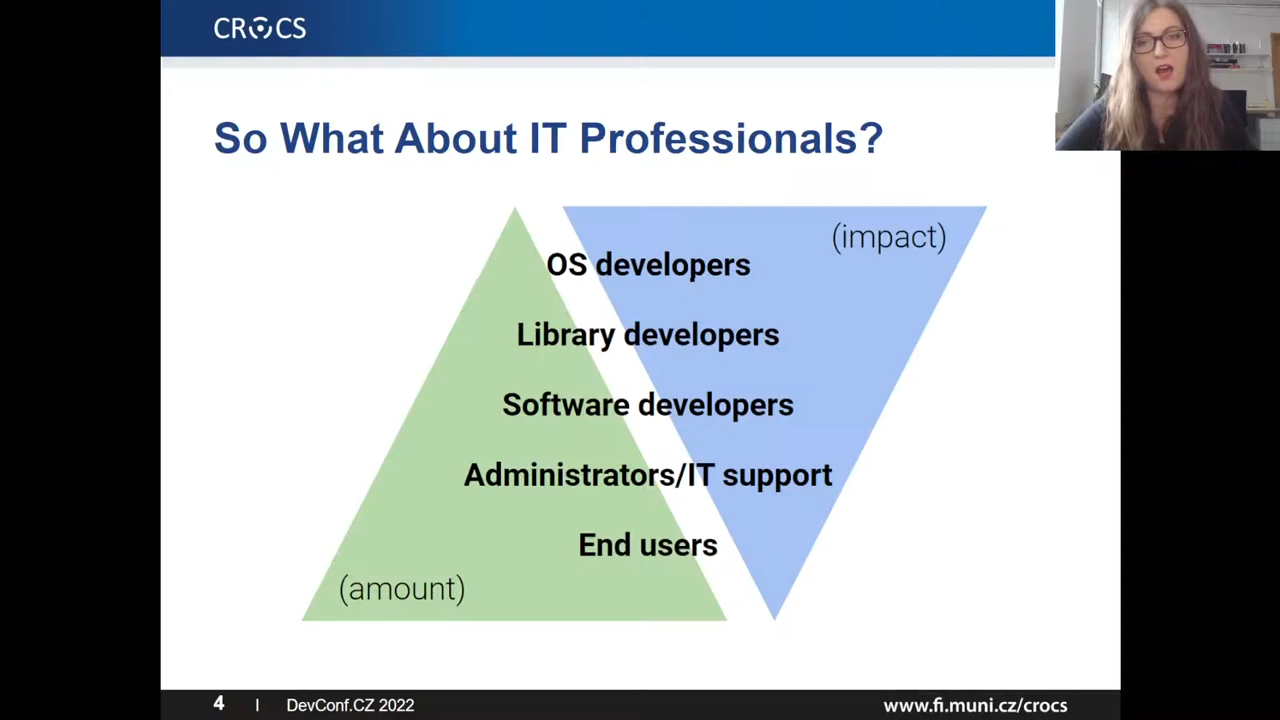 CROCS
So What About IT Professionals?
(impact)
OS developers
Library developers
Software developers
Administrators/IT support
End users
(amount)
4 | DevConf.CZ 2022
www.fi.muni.cz/crocs